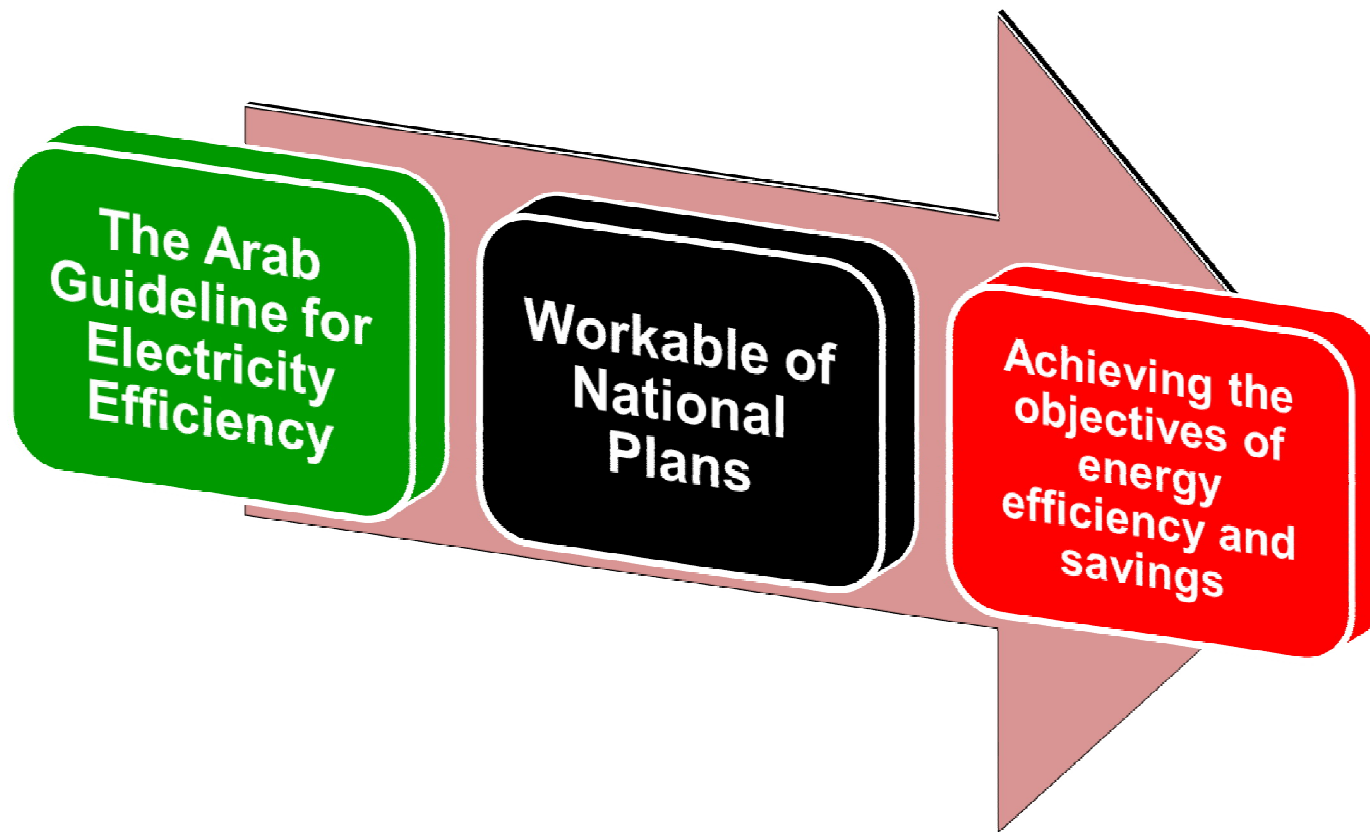 The Arab
Guideline for
Electricity
Efficiency
Workable of
National
Plans
Achieving the
objectives of
energy
efficiency and
savings